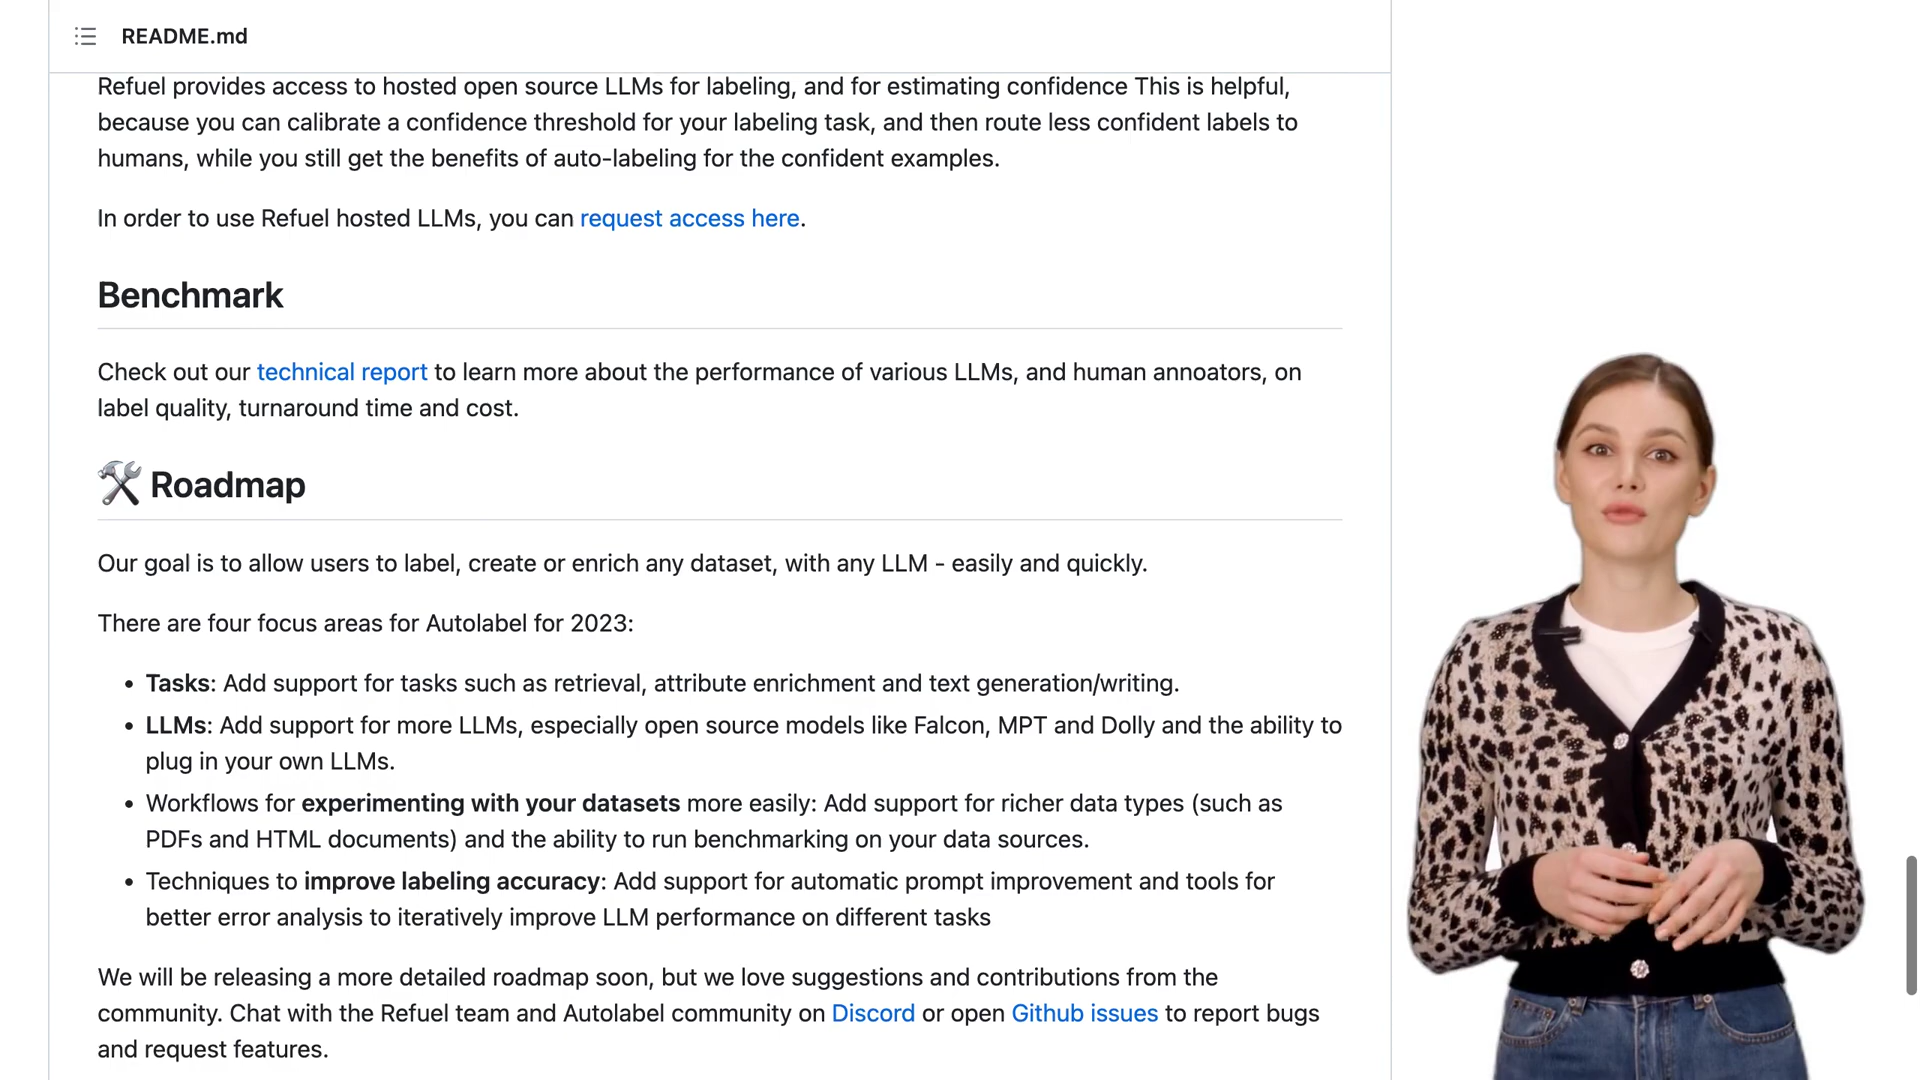 README.md
Refuel provides access to hosted open source LLMs for labeling, and for estimating confidence This is helpful,
because you can calibrate a confidence threshold for your labeling task, and then route less confident labels to
humans, while you still get the benefits of auto-labeling for the confident examples.
In order to use Refuel hosted LLMs, you can request access here.
Benchmark
Check out our technical report to learn more about the performance of various LLMs, and human annoators, on
label quality, turnaround time and cost.
🛠 Roadmap
Our goal is to allow users to label, create or enrich any dataset, with any LLM - easily and quickly.
There are four focus areas for Autolabel for 2023:
• Tasks: Add support for tasks such as retrieval, attribute enrichment and text generation/writing.
• LLMs: Add support for more LLMs, especially open source models like Falcon, MPT and Dolly and the ability to
plug in your own LLMs.
• Workflows for experimenting with your datasets more easily: Add support for richer data types (such as
PDFs and HTML documents) and the ability to run benchmarking on your data sources.
• Techniques to improve labeling accuracy: Add support for automatic prompt improvement and tools for
better error analysis to iteratively improve LLM performance on different tasks
We will be releasing a more detailed roadmap soon, but we love suggestions and contributions from the
community. Chat with the Refuel team and Autolabel community on Discord or open Github issues to report bugs
and request features.